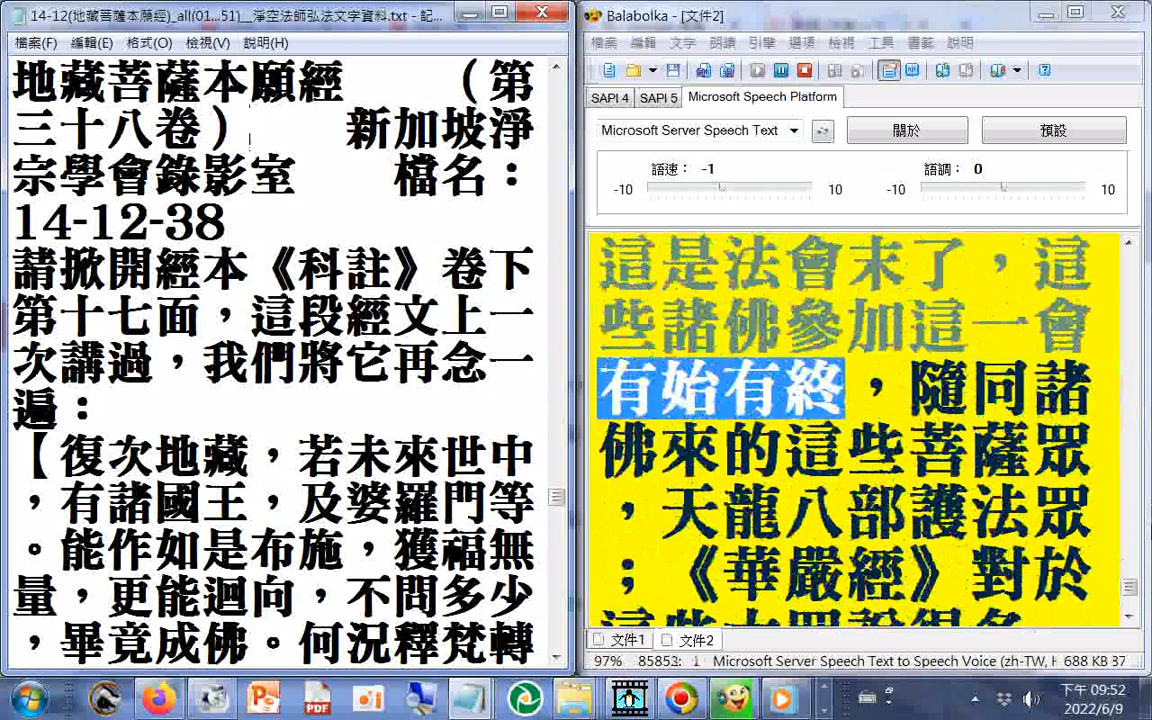 14-12(地藏菩薩本願經)_all(01...51)__淨空法師弘法文字資料.txt - 記...
檔案(F) 編輯(E) 格式(O) 檢視(V) 說明(H)
地藏菩薩本願經 （第
三十八卷） 新加坡淨
宗學會錄影室 檔名：
14-12-38
請掀開經本《科註》卷下
第十七面，這段經文上一
次講過，我們將它再念一
遍：
【復次地藏，若未來世中
，有諸國王，及婆羅門等
。能作如是布施，獲福無
量，更能迴向，不問多少
，畢竟成佛。何況釋梵轉
Balabolka - [文件2]
檔案 編輯 文字 朗讀 引擎 選項 檢視 工具 書籤 說明
SAPI 4 SAPI 5 Microsoft Speech Platform
Microsoft Server Speech Text 關於 預設
語速： -1 語調： 0
-10 10 -10 10
這是法會末了，這
些諸佛參加這一會
有始有終，隨同諸
佛來的這些菩薩眾
，天龍八部護法眾
；《華嚴經》對於
文件1 文件2
97% 85853: 1 Microsoft Server Speech Text to Speech Voice (zh-TW, H 688 KB 37
下午 09:52
2022/6/9